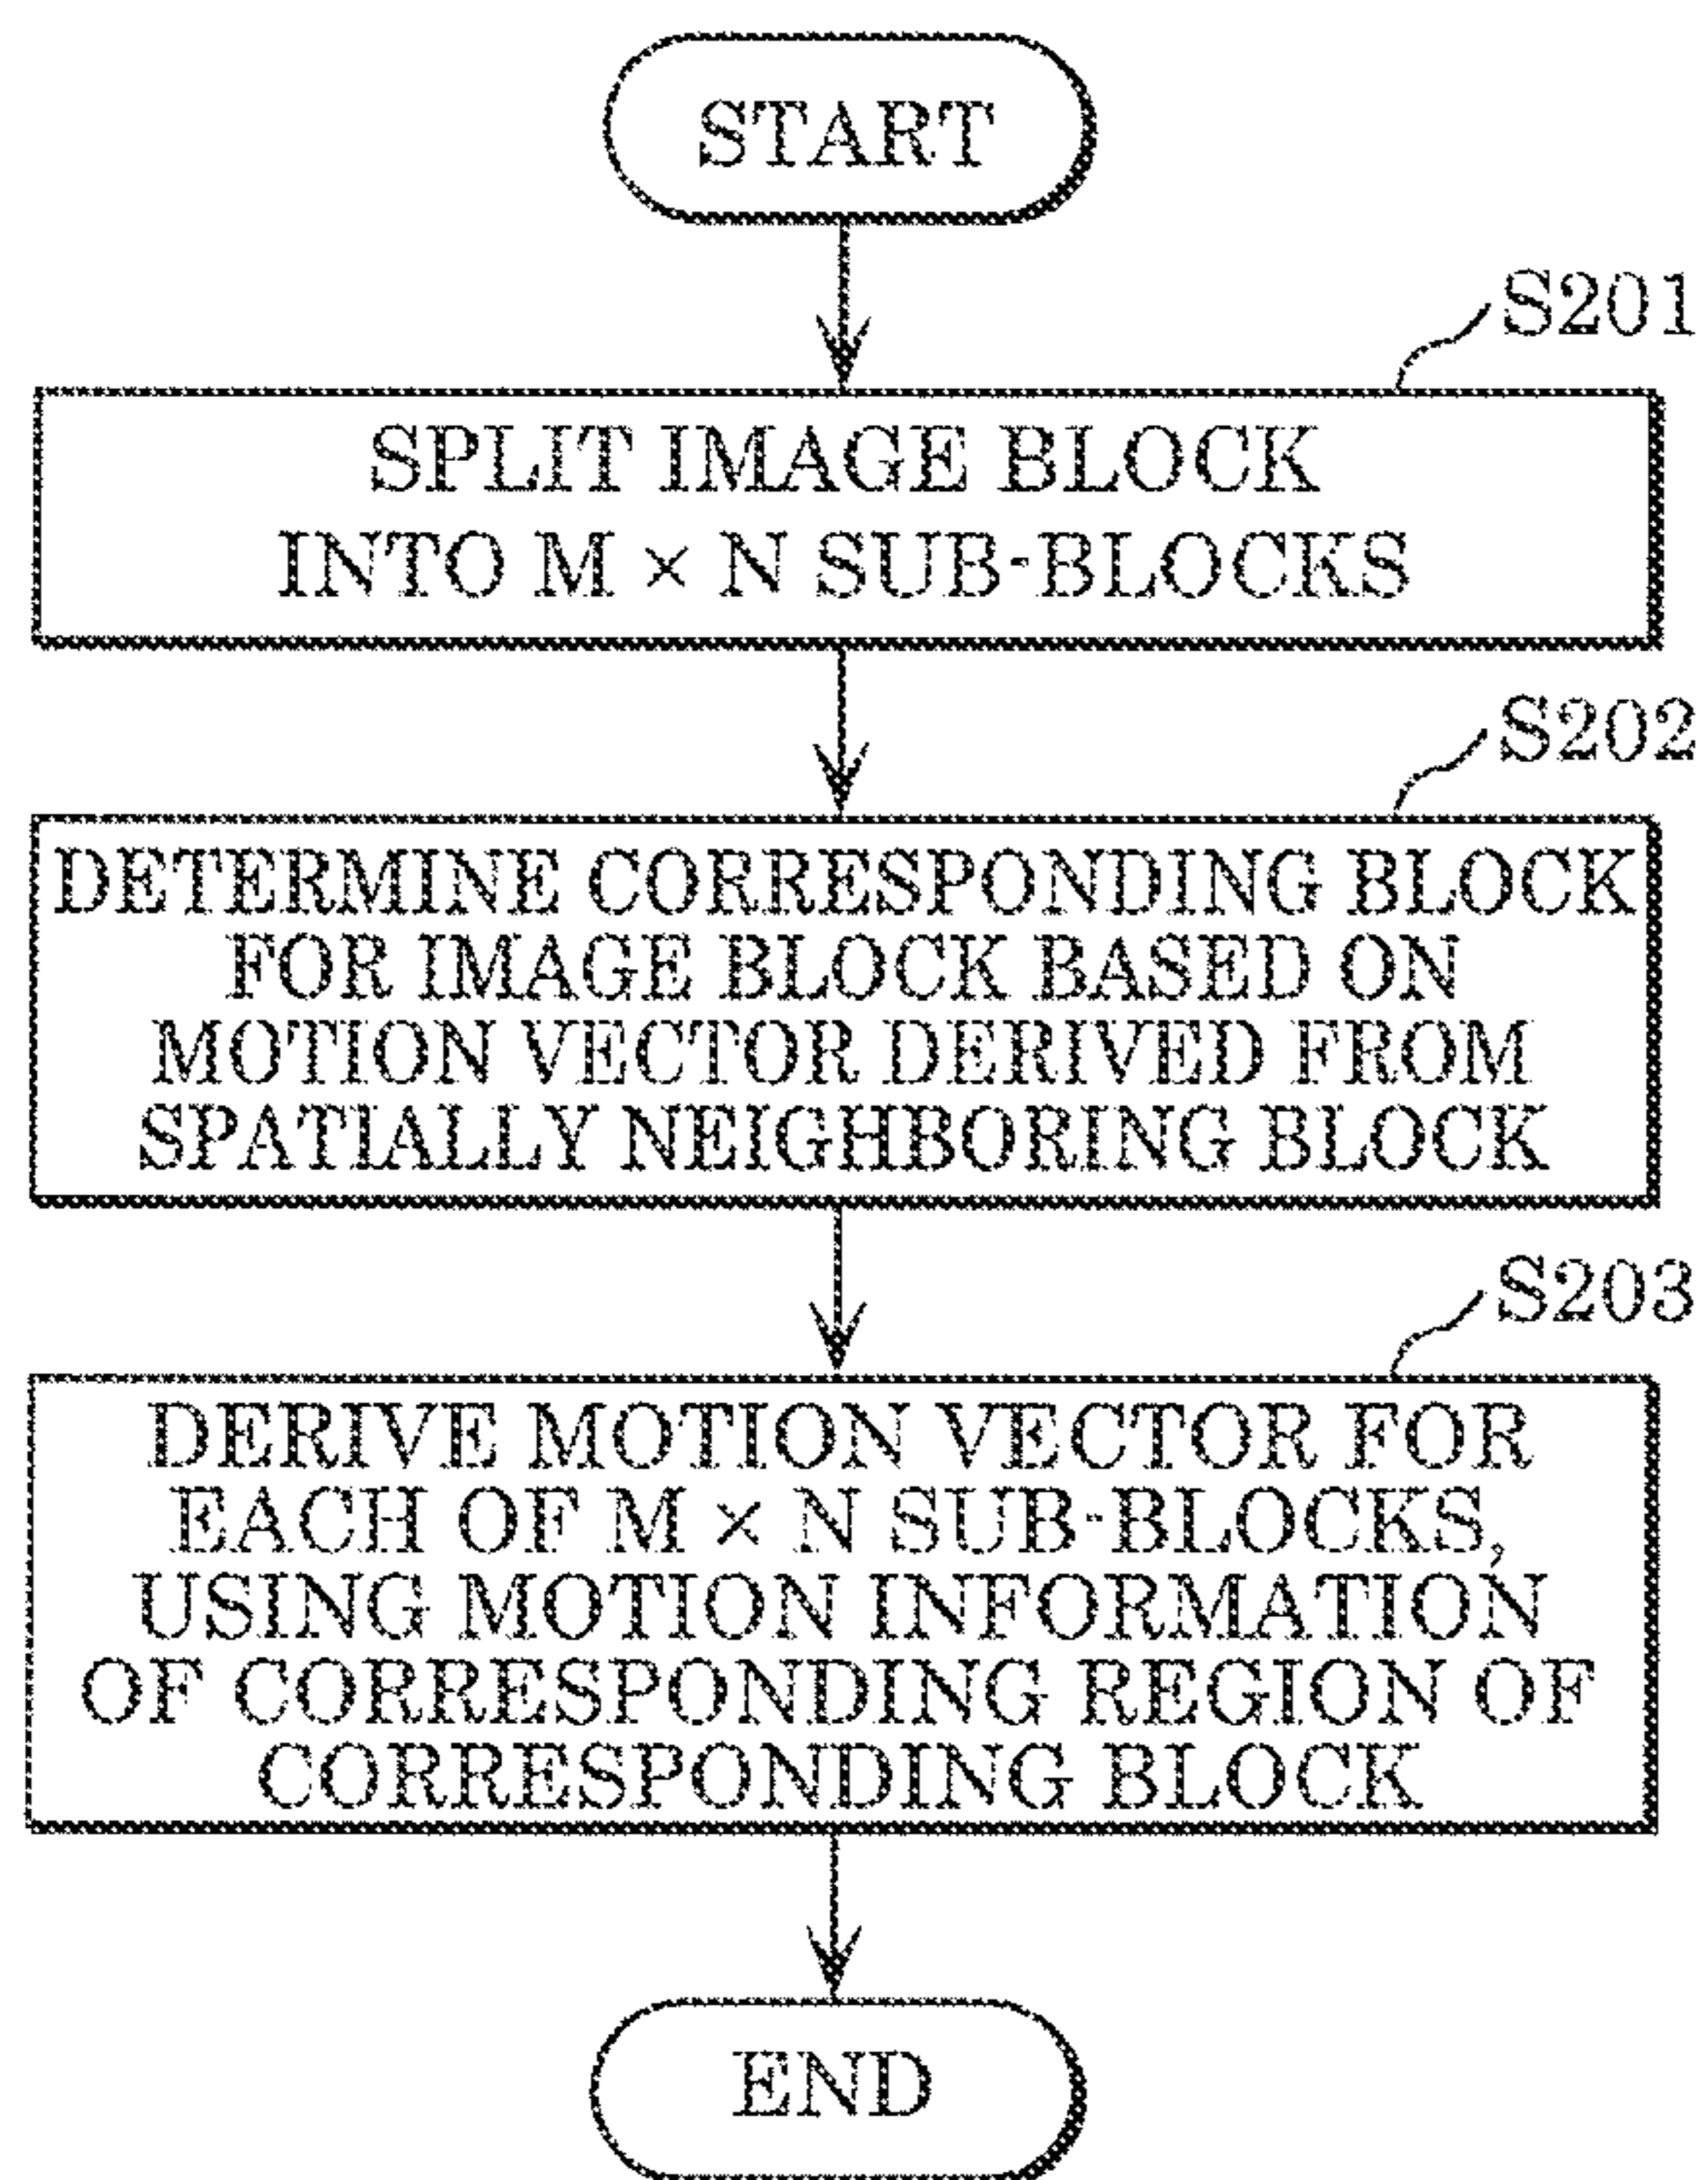 START
S201
SPLIT IMAGE BLOCK
INTO M × N SUB-BLOCKS
S202
DETERMINE CORRESPONDING BLOCK
FOR IMAGE BLOCK BASED ON
MOTION VECTOR DERIVED FROM
SPATIALLY NEIGHBORING BLOCK
S203
DERIVE MOTION VECTOR FOR
EACH OF M × N SUB-BLOCKS,
USING MOTION INFORMATION
OF CORRESPONDING REGION OF
CORRESPONDING BLOCK
END